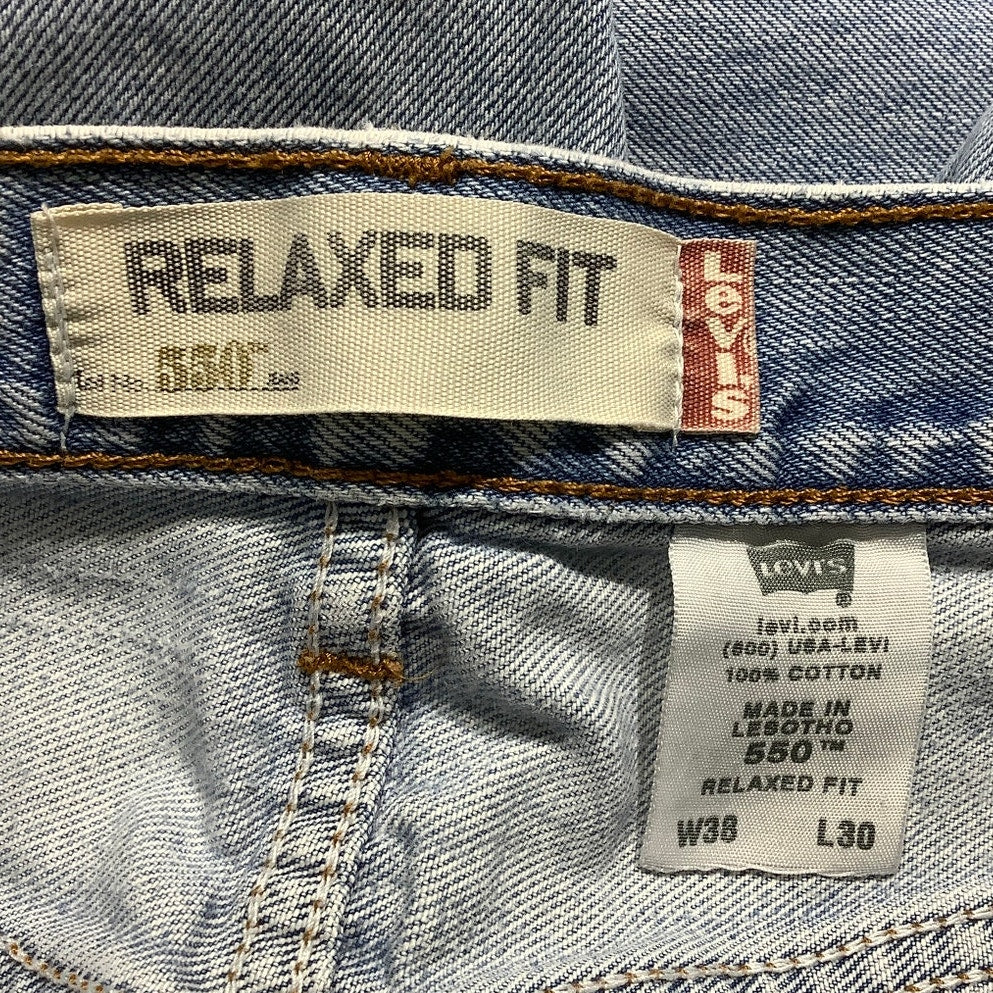 RELAXED FIT
550™
Levi's
LEVI'S ®
levi.com
(800) USA-LEVI
100% COTTON
MADE IN
LESOTHO
550™
RELAXED FIT
W38 L30